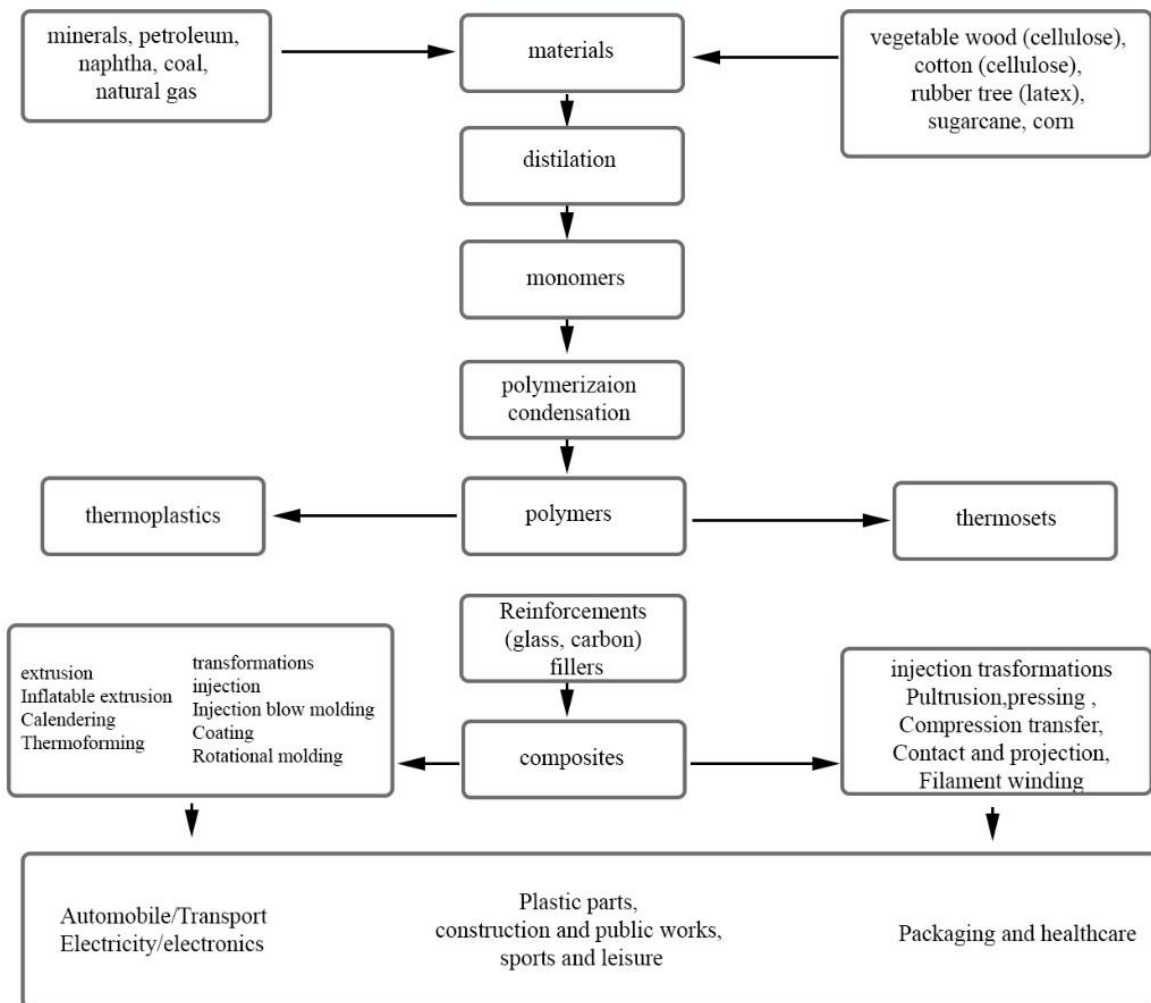 minerals, petroleum,
naphtha, coal,
natural gas
materials
vegetable wood (cellulose),
cotton (cellulose),
rubber tree (latex),
sugarcane, corn
distilation
monomers
polymerizaion
condensation
thermoplastics
polymers
thermosets
Reinforcements
(glass, carbon)
fillers
extrusion
Inflatable extrusion
Calendering
Thermoforming
transformations
injection
Injection blow molding
Coating
Rotational molding
composites
injection trasformations
Pultrusion,pressing ,
Compression transfer,
Contact and projection,
Filament winding
Automobile/Transport
Electricity/electronics
Plastic parts,
construction and public works,
sports and leisure
Packaging and healthcare